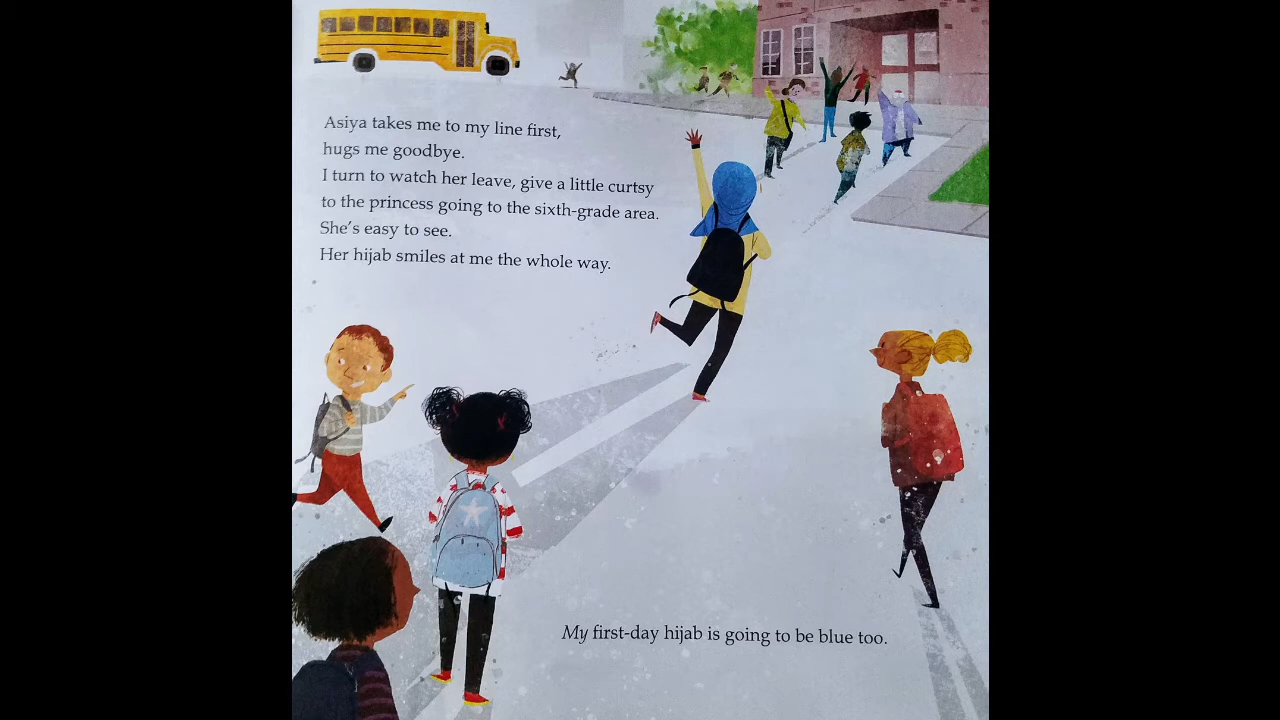 Asiya takes me to my line first,
hugs me goodbye.
I turn to watch her leave, give a little curtsy
to the princess going to the sixth-grade area.
She’s easy to see.
Her hijab smiles at me the whole way.
My first-day hijab is going to be blue too.